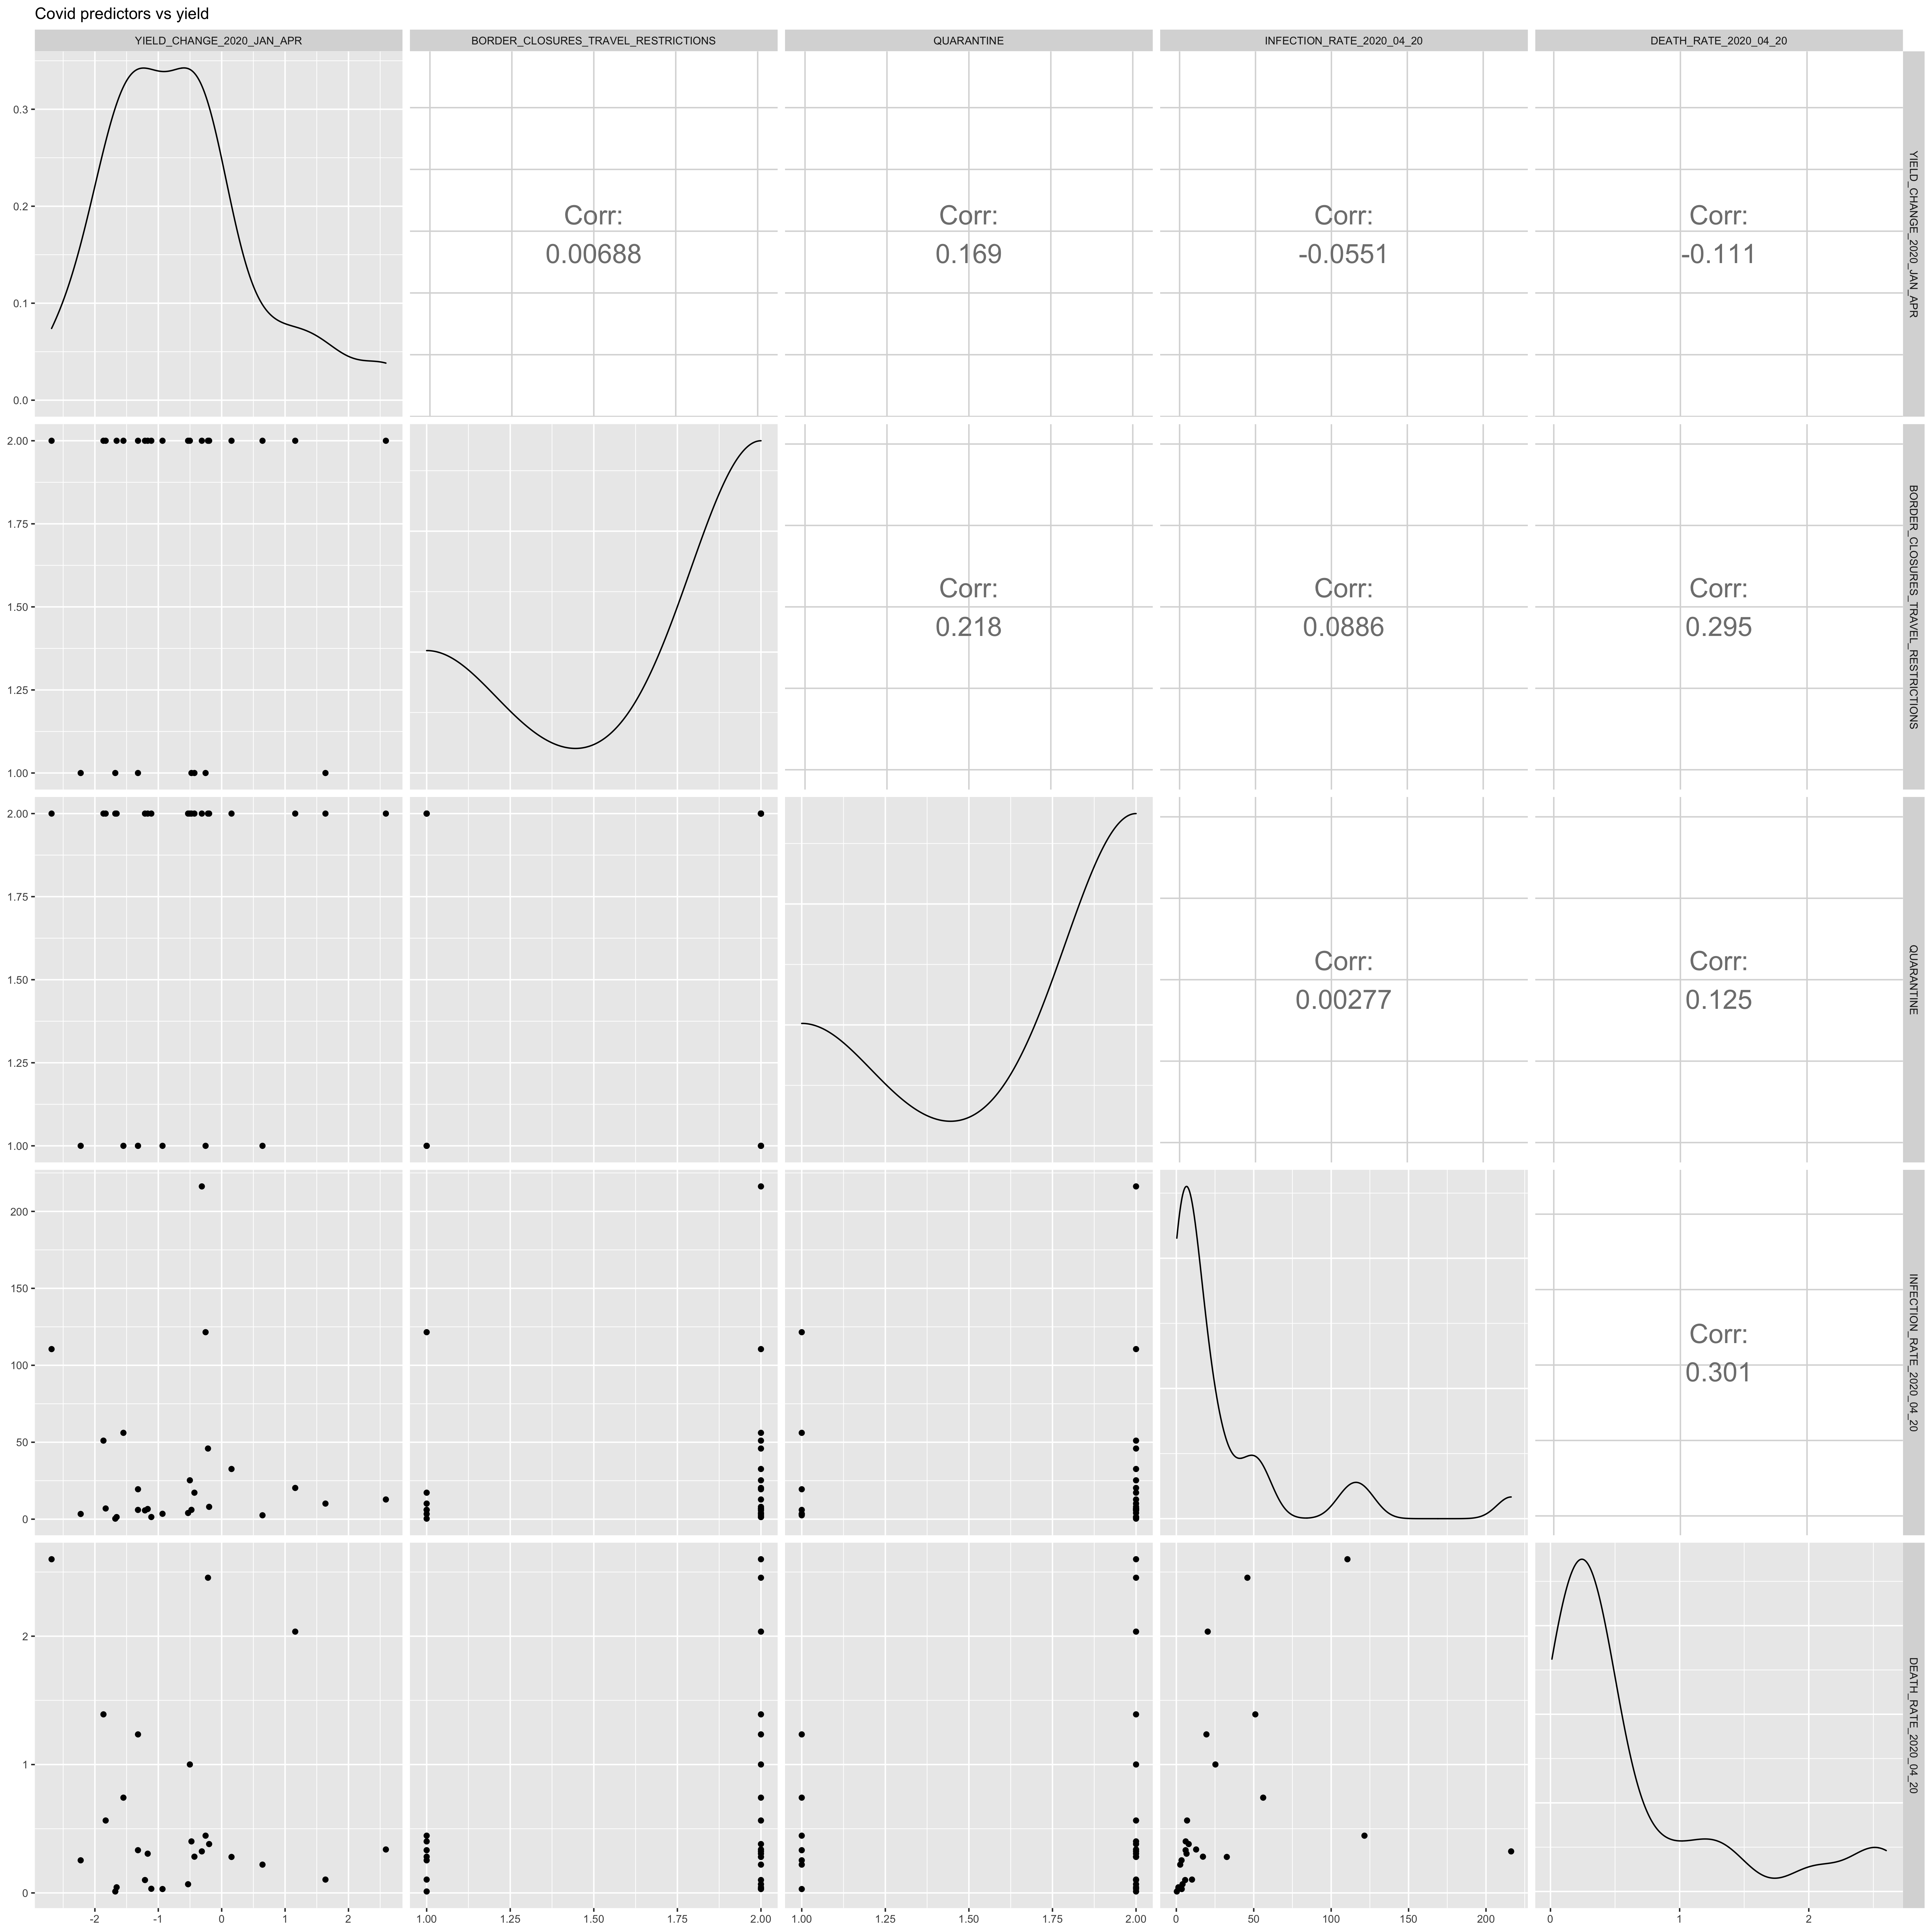 Covid predictors vs yield
YIELD_CHANGE_2020_JAN_APR
BORDER_CLOSURES_TRAVEL_RESTRICTIONS
QUARANTINE
INFECTION_RATE_2020_04_20
DEATH_RATE_2020_04_20
0.3
0.2
0.1
0.0
Corr:
0.00688
Corr:
0.169
Corr:
-0.0551
Corr:
-0.111
YIELD_CHANGE_2020_JAN_APR
2.00
1.75
1.50
1.25
1.00
Corr:
0.218
Corr:
0.0886
Corr:
0.295
BORDER_CLOSURES_TRAVEL_RESTRICTIONS
2.00
1.75
1.50
1.25
1.00
Corr:
0.00277
Corr:
0.125
QUARANTINE
200
150
100
50
0
Corr:
0.301
INFECTION_RATE_2020_04_20
2
1
0
DEATH_RATE_2020_04_20
-2 -1 0 1 2
1.00 1.25 1.50 1.75 2.00
1.00 1.25 1.50 1.75 2.00
0 50 100 150 200
0 1 2